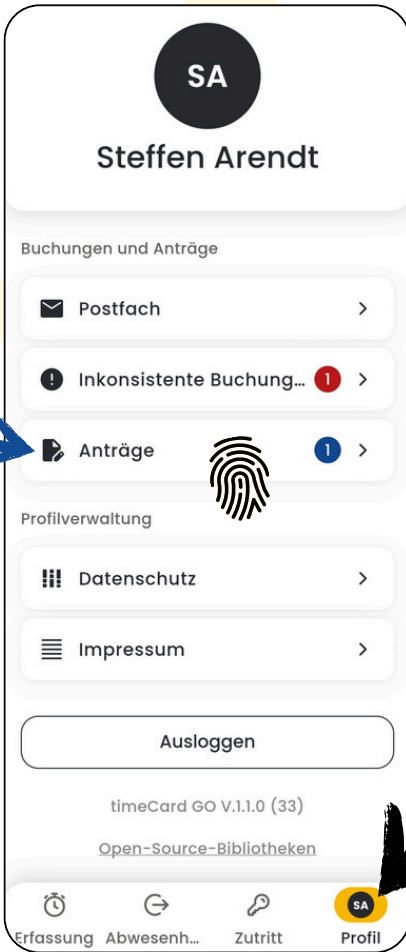 SA
Steffen Arendt
Buchungen und Anträge
Postfach
Inkonsistente Buchung... 1
Anträge 1
Profilverwaltung
Datenschutz
Impressum
Ausloggen
timeCard GO V.1.1.0 (33)
Open-Source-Bibliotheken
SA
Erfassung Abwesenh... Zutritt Profil